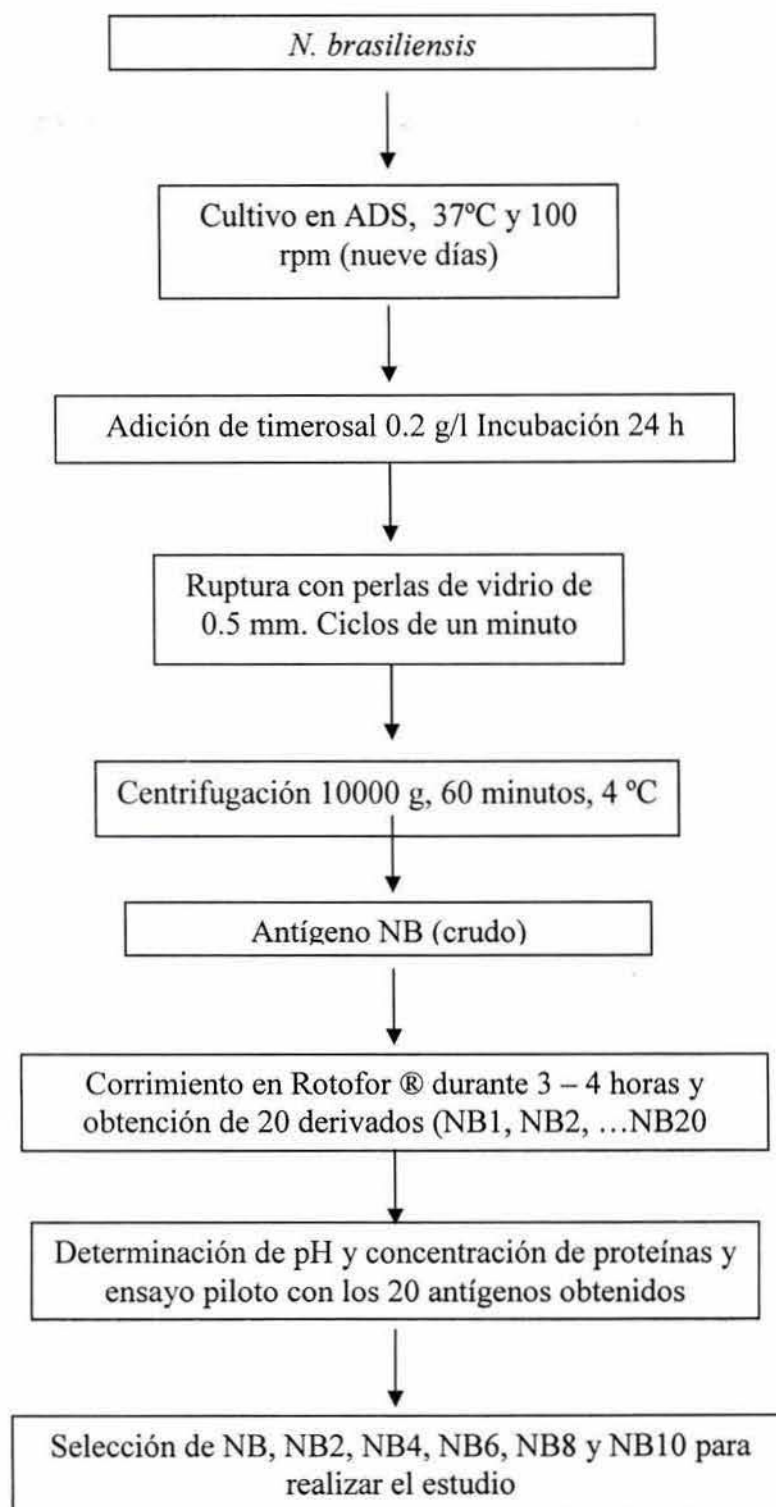 N. brasiliensis
Cultivo en ADS, 37ºC y 100
rpm (nueve días)
Adición de timerosal 0.2 g/l Incubación 24 h
Ruptura con perlas de vidrio de
0.5 mm. Ciclos de un minuto
Centrifugación 10000 g, 60 minutos, 4 ºC
Antígeno NB (crudo)
Corrimiento en Rotofor ® durante 3 – 4 horas y
obtención de 20 derivados (NB1, NB2, …NB20
Determinación de pH y concentración de proteínas y
ensayo piloto con los 20 antígenos obtenidos
Selección de NB, NB2, NB4, NB6, NB8 y NB10 para
realizar el estudio